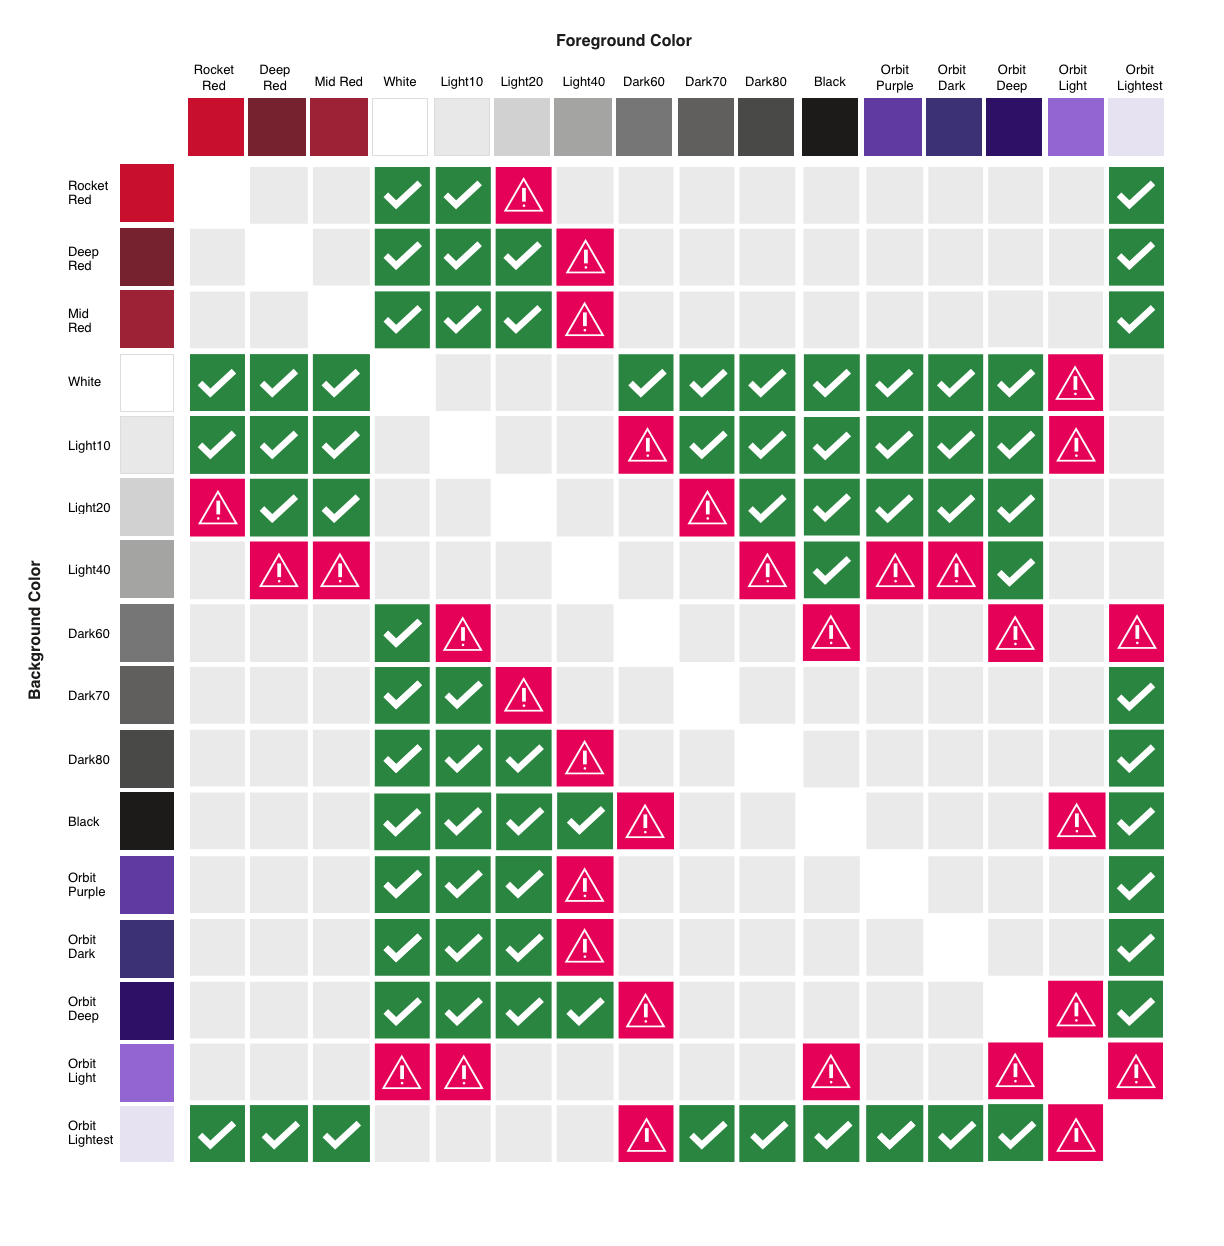 Foreground Color
Rocket
Red
Deep
Red
Mid Red
White
Light10
Light20
Light40
Dark60
Dark70
Dark80
Black
Orbit
Purple
Orbit
Dark
Orbit
Deep
Orbit
Light
Orbit
Lightest
Background Color
Rocket
Red
Deep
Red
Mid
Red
White
Light10
Light20
Light40
Dark60
Dark70
Dark80
Black
Orbit
Purple
Orbit
Dark
Orbit
Deep
Orbit
Light
Orbit
Lightest